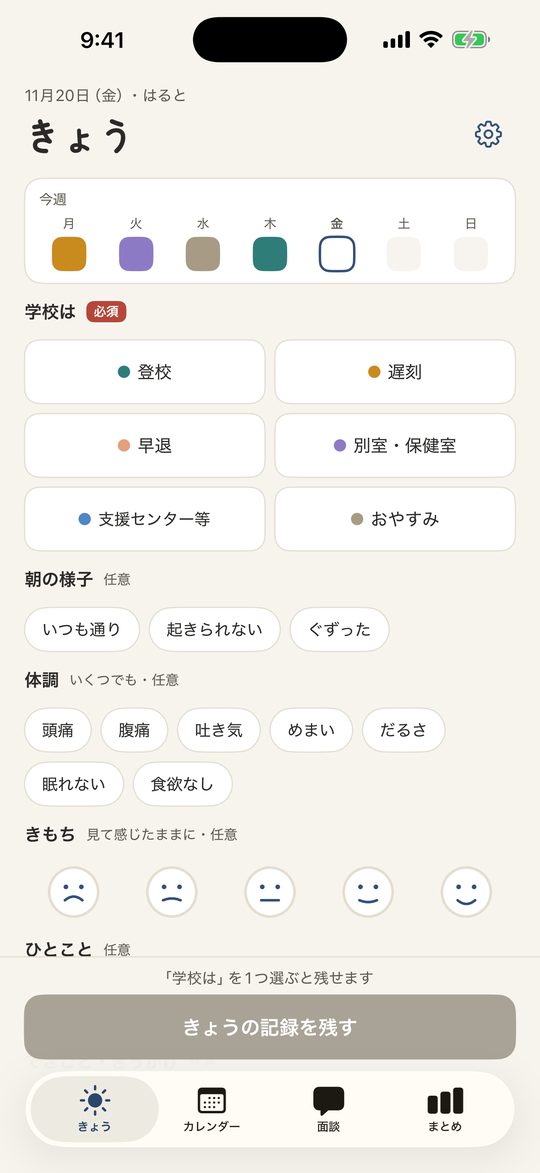 9:41
11月20日（金）・はると
きょう
今週
月 火 水 木 金 土 日
学校は 必須
登校 遅刻
早退 別室・保健室
支援センター等 おやすみ
朝の様子 任意
いつも通り 起きられない ぐずった
体調 いくつでも・任意
頭痛 腹痛 吐き気 めまい だるさ
眠れない 食欲なし
きもち 見て感じたままに・任意
ひとこと 任意
「学校は」を1つ選ぶと残せます
きょうの記録を残す
きょう カレンダー 面談 まとめ